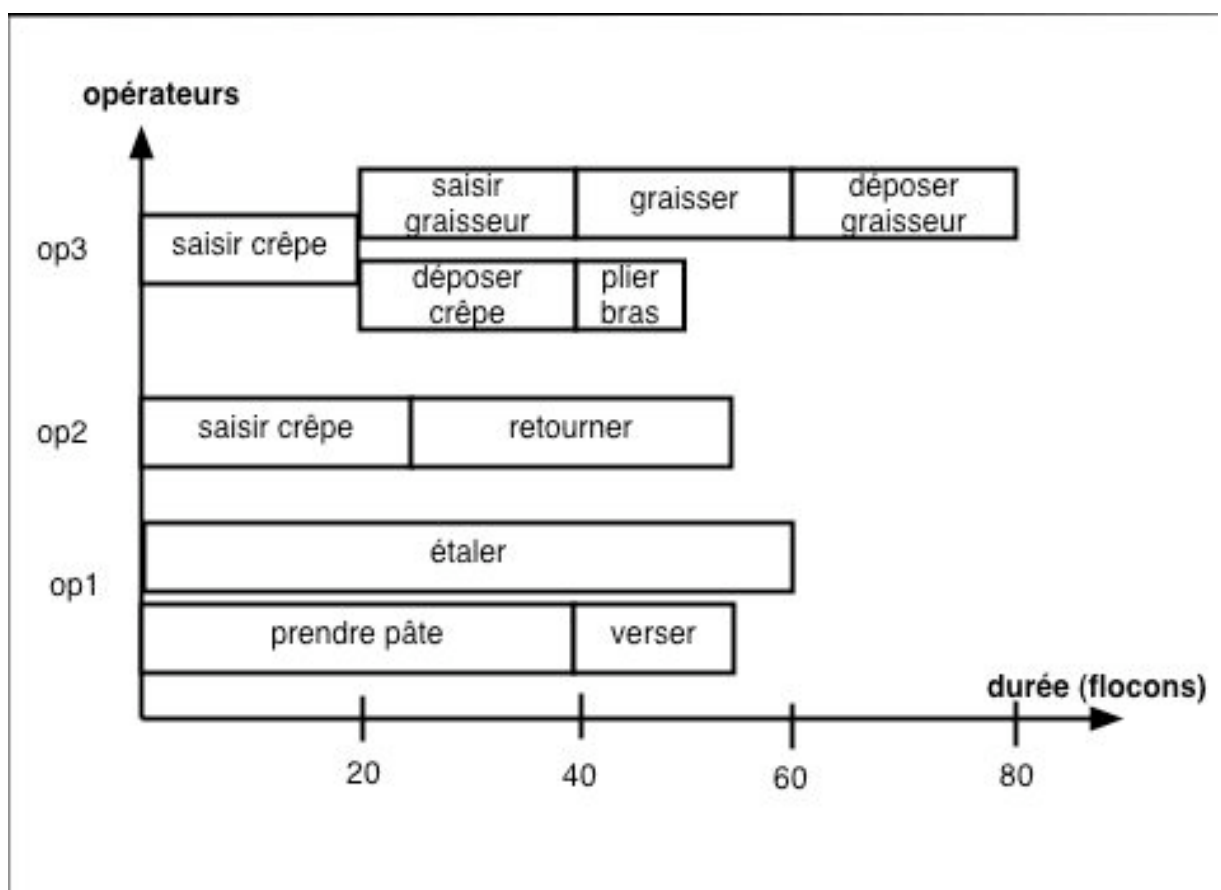 opérateurs
saisir
graisseur
graisser
déposer
graisseur
op3
saisir crêpe
déposer
crêpe
plier
bras
op2
saisir crêpe
retourner
étaler
op1
prendre pâte
verser
durée (flocons)
20
40
60
80